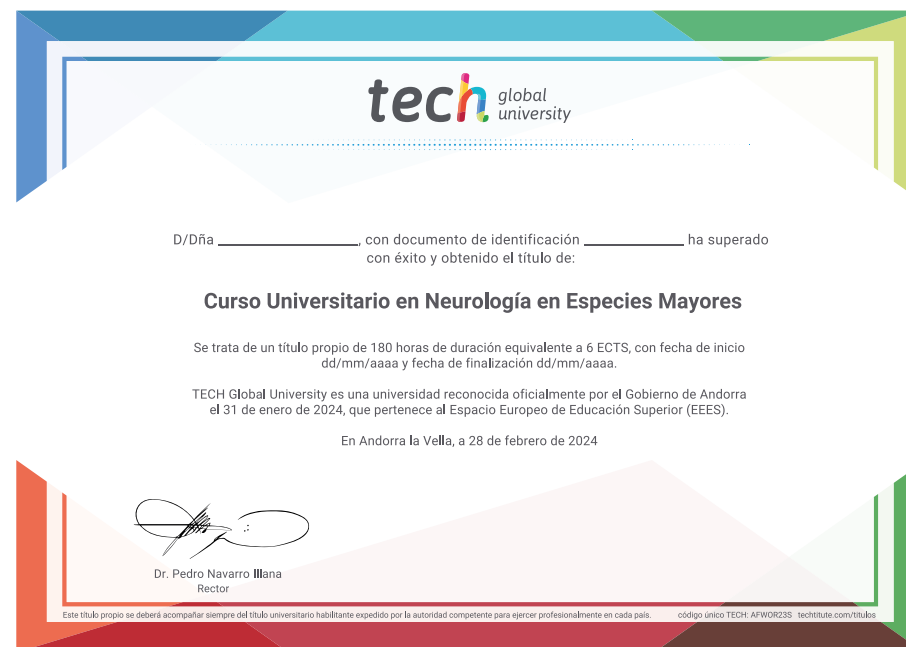 tech global university
D/Dña ____________, con documento de identificación ____________ ha superado
con éxito y obtenido el título de:
Curso Universitario en Neurología en Especies Mayores
Se trata de un título propio de 180 horas de duración equivalente a 6 ECTS, con fecha de inicio
dd/mm/aaaa y fecha de finalización dd/mm/aaaa.
TECH Global University es una universidad reconocida oficialmente por el Gobierno de Andorra
el 31 de enero de 2024, que pertenece al Espacio Europeo de Educación Superior (EEES).
En Andorra la Vella, a 28 de febrero de 2024
Dr. Pedro Navarro Illana
Rector
Este título propio se deberá acompañar siempre del título universitario habilitante expedido por la autoridad competente para ejercer profesionalmente en cada país. código único TECH: AFWOR23S techtitute.com/titulos